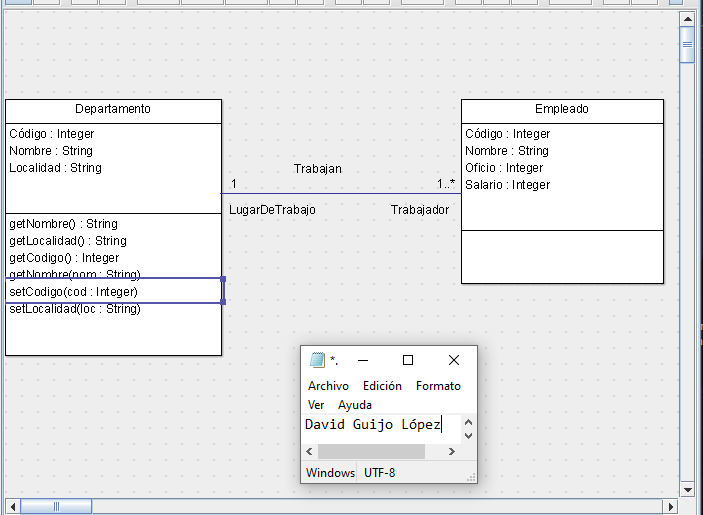 Departamento
Código : Integer
Nombre : String
Localidad : String
getNombre() : String
getLocalidad() : String
getCodigo() : Integer
getNombre(nom : String)
setCodigo(cod : Integer)
setLocalidad(loc : String)
Trabajan
1 1..*
LugarDeTrabajo Trabajador
Empleado
Código : Integer
Nombre : String
Oficio : Integer
Salario : Integer
*.
Archivo Edición Formato
Ver Ayuda
David Guijo López
Windows UTF-8